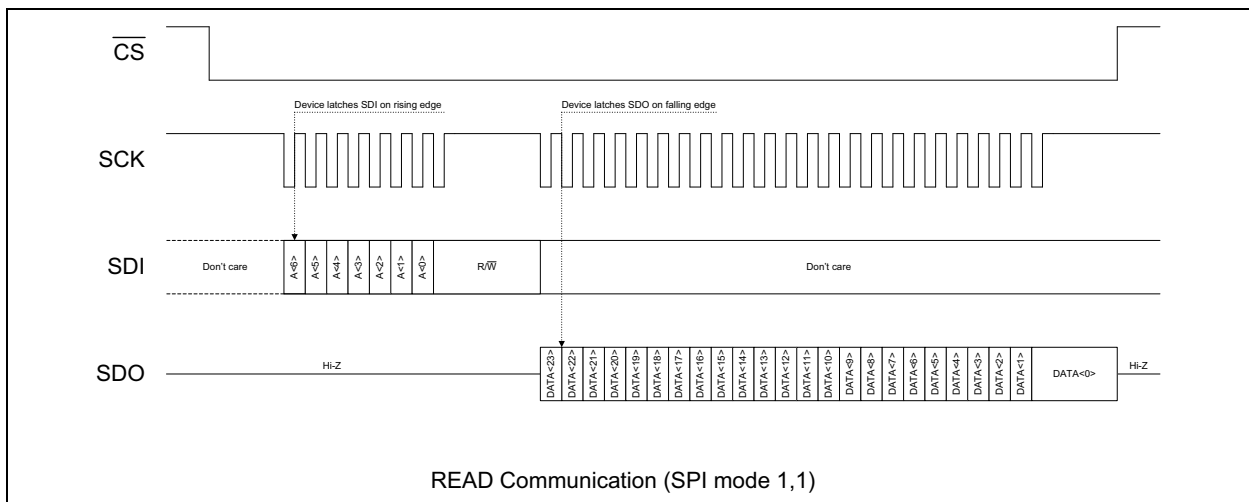 CS
Device latches SDI on rising edge Device latches SDO on falling edge
SCK
SDI Don't care A<6> A<5> A<4> A<3> A<2> A<1> A<0> R/W Don't care
SDO Hi-Z DATA<23> DATA<22> DATA<21> DATA<20> DATA<19> DATA<18> DATA<17> DATA<16> DATA<15> DATA<14> DATA<13> DATA<12> DATA<11> DATA<10> DATA<9> DATA<8> DATA<7> DATA<6> DATA<5> DATA<4> DATA<3> DATA<2> DATA<1> DATA<0> Hi-Z
READ Communication (SPI mode 1,1)